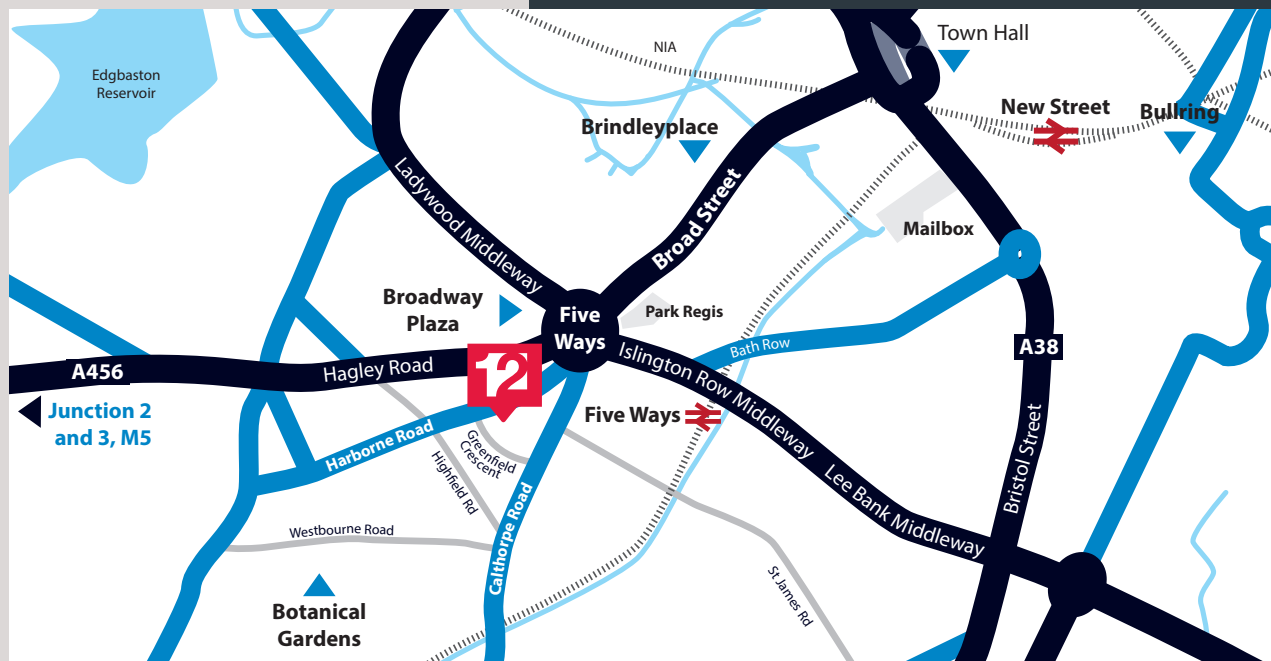 Town Hall
NIA
Edgbaston
Reservoir
New Street
Bullring
Brindleyplace
Ladywood Middleway
Broad Street
Mailbox
Broadway
Plaza
Five
Ways
Park Regis
Bath Row
A38
A456
Hagley Road
12
Islington Row Middleway
Junction 2
and 3, M5
Five Ways
Harborne Road
Greenfield
Crescent
Highfield Rd
Bristol Street
Lee Bank Middleway
Calthorpe Road
Westbourne Road
St James Rd
Botanical
Gardens